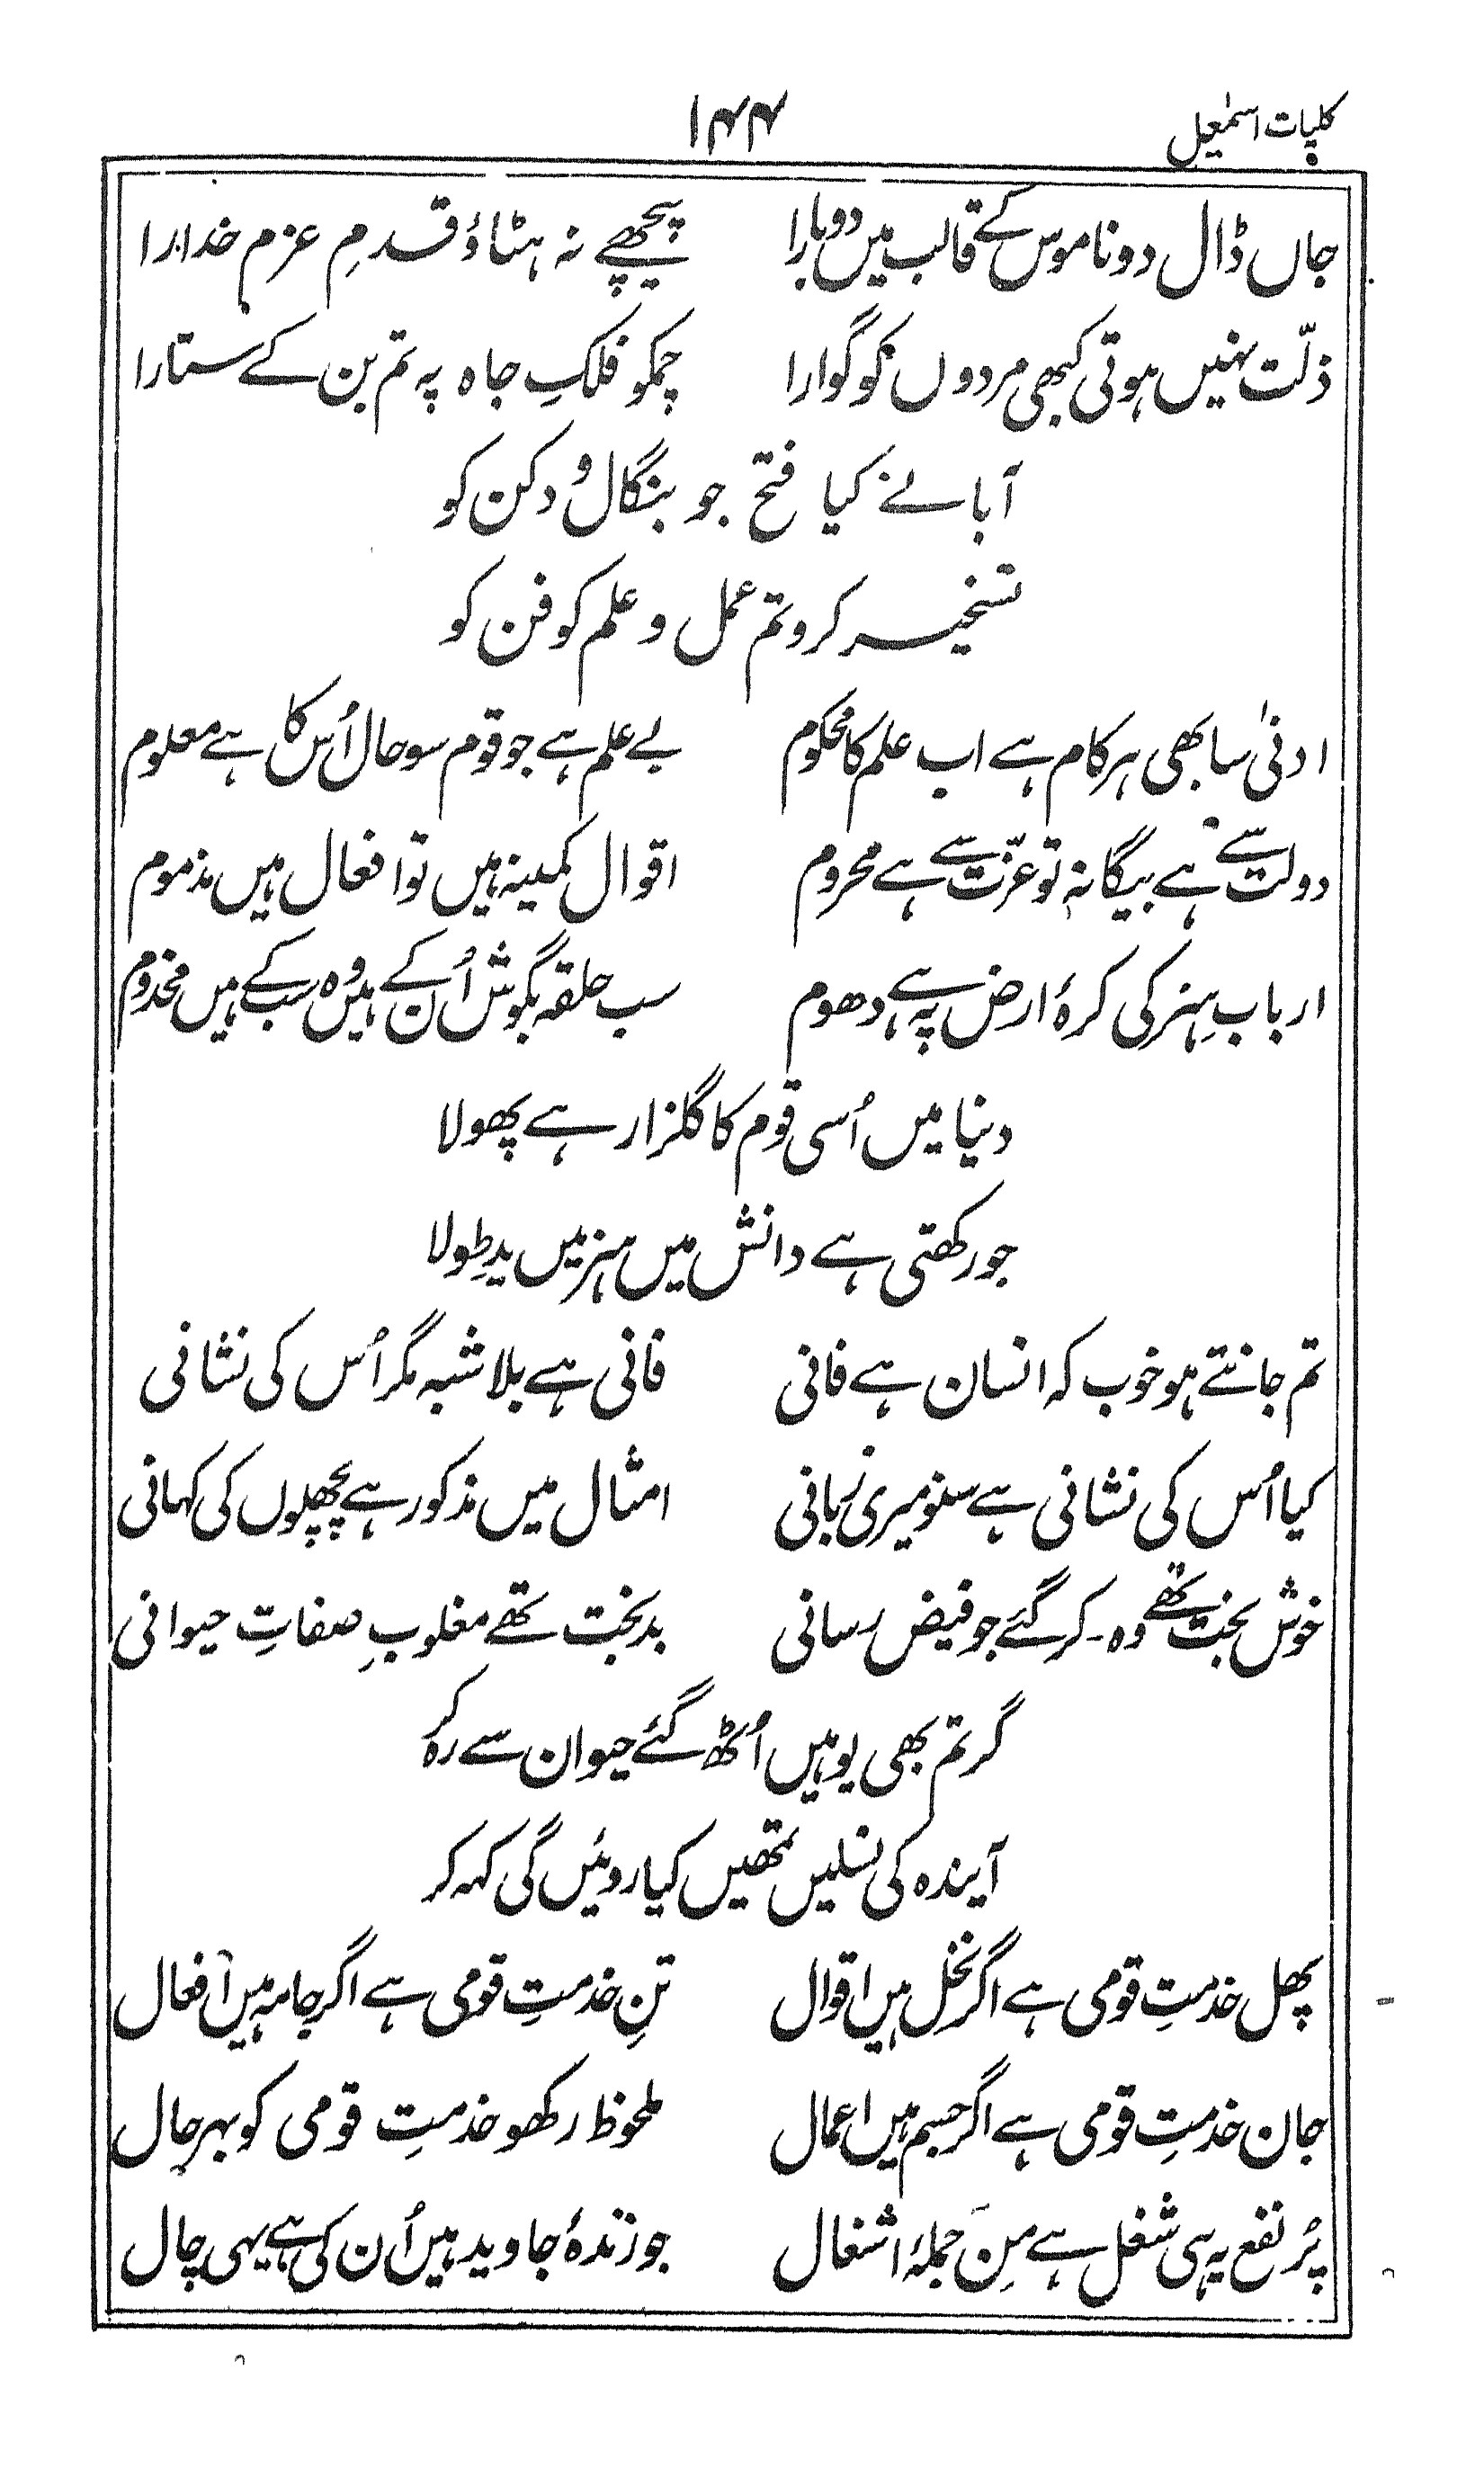 کلیات اسمٰعیل ۱۴۴
جاں ڈال دو ناموس کے قالب میں دوبارا پیچھے نہ ہٹاؤ قدمِ عزم خدارا
ذلّت نہیں ہوتی کبھی مردوں کو گوارا چمکو فلکِ جاہ پہ تم بن کے ستارا
آبا نے کیا فتح جو بنگال و دکن کو
تسخیر کرو تم عمل و علم کو فن کو
ادنیٰ سا بھی ہر کام ہے اب علم کا محکوم بے علم ہے جو قوم سو حال اُس کا ہے معلوم
دولت سے ہے بیگانہ تو عزّت سے ہے محروم اقوال کمینہ ہیں تو افعال ہیں مذموم
اربابِ ہنر کی کرۂ ارض پہ ہے دھوم سب حلقہ بگوش اُن کے ہیں وہ سب کے ہیں مخدوم
دنیا میں اُسی قوم کا گلزار ہے پھولا
جو رکھتی ہے دانش میں ہنر میں یدِ طولا
تم جانتے ہو خوب کہ انسان ہے فانی فانی ہے بلا شبہ مگر اُس کی نشانی
کیا اُس کی نشانی ہے سنو میری زبانی امثال میں مذکور ہے پچھلوں کی کہانی
خوش بخت تھے وہ۔ کر گئے جو فیض رسانی بدبخت تھے مغلوبِ صفاتِ حیوانی
گر تم بھی یوہیں اُٹھ گئے حیوان سے رہ کر
آیندہ کی نسلیں تمھیں کیا روئیں گی کہہ کر
پھل خدمتِ قومی ہے اگر نخل ہیں اقوال تنِ خدمتِ قومی ہے اگر جامہ ہیں افعال
جان خدمتِ قومی ہے اگر جسم ہیں اعمال ملحوظ رکھو خدمتِ قومی کو بہر حال
پُر نفع یہ ہی شغل ہے مِن جملۂ اشغال جو زندۂ جاوید ہیں اُن کی ہے یہی چال